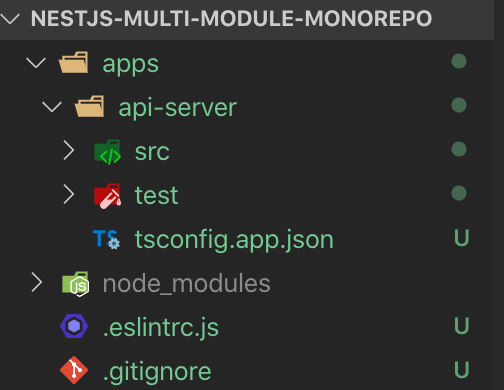 NESTJS-MULTI-MODULE-MONOREPO
apps
api-server
src
test
TS tsconfig.app.json U
JS node_modules
.eslintrc.js U
.gitignore U